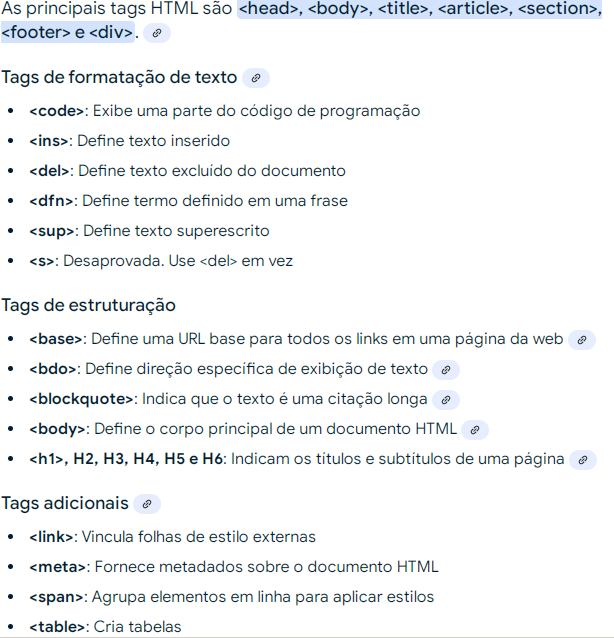 As principais tags HTML são <head>, <body>, <title>, <article>, <section>,
<footer> e <div>.
Tags de formatação de texto
• <code>: Exibe uma parte do código de programação
• <ins>: Define texto inserido
• <del>: Define texto excluído do documento
• <dfn>: Define termo definido em uma frase
• <sup>: Define texto superescrito
• <s>: Desaprovada. Use <del> em vez
Tags de estruturação
• <base>: Define uma URL base para todos os links em uma página da web
• <bdo>: Define direção específica de exibição de texto
• <blockquote>: Indica que o texto é uma citação longa
• <body>: Define o corpo principal de um documento HTML
• <h1>, H2, H3, H4, H5 e H6: Indicam os títulos e subtítulos de uma página
Tags adicionais
• <link>: Vincula folhas de estilo externas
• <meta>: Fornece metadados sobre o documento HTML
• <span>: Agrupa elementos em linha para aplicar estilos
• <table>: Cria tabelas